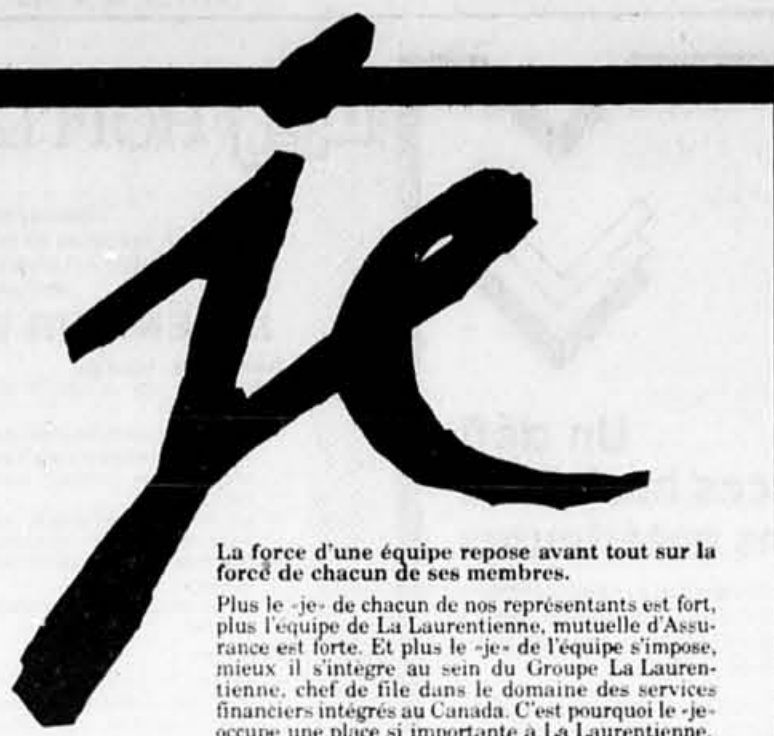 je
La force d'une équipe repose avant tout sur la
force de chacun de ses membres.
Plus le «je» de chacun de nos représentants est fort,
plus l'équipe de La Laurentienne, mutuelle d'Assu-
rance est forte. Et plus le «je» de l'équipe s'impose,
mieux il s'intègre au sein du Groupe La Lauren-
tienne, chef de file dans le domaine des services
financiers intégrés au Canada. C'est pourquoi le «je»
occupe une place si importante à La Laurentienne.